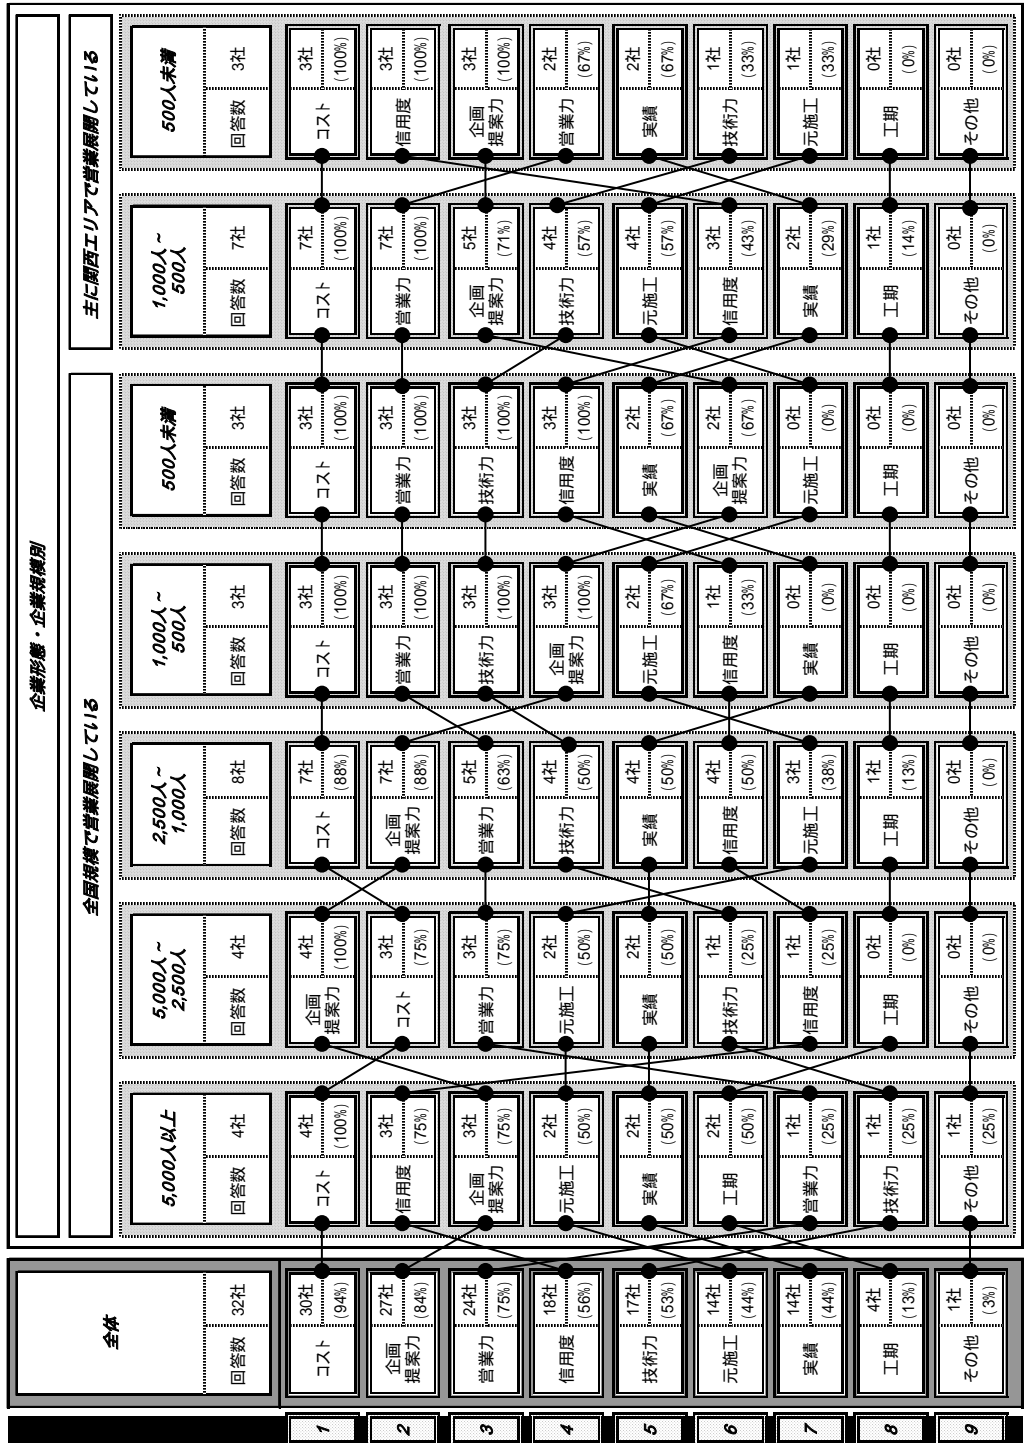 企業形態・企業規模別
全国規模で営業展開している
主に関西エリアで営業展開している
全体
5,000人以上
5,000人～
2,500人
2,500人～
1,000人
1,000人～
500人
500人未満
1,000人～
500人
500人未満
回答数 32社
回答数 4社
回答数 4社
回答数 8社
回答数 3社
回答数 3社
回答数 7社
回答数 3社
1
コスト 30社 (94%)
コスト 4社 (100%)
企画
提案力 4社 (100%)
コスト 7社 (88%)
コスト 3社 (100%)
コスト 3社 (100%)
コスト 7社 (100%)
コスト 3社 (100%)
2
企画
提案力 27社 (84%)
信用度 3社 (75%)
コスト 3社 (75%)
企画
提案力 7社 (88%)
営業力 3社 (100%)
営業力 3社 (100%)
営業力 7社 (100%)
信用度 3社 (100%)
3
営業力 24社 (75%)
企画
提案力 3社 (75%)
営業力 3社 (75%)
営業力 5社 (63%)
技術力 3社 (100%)
技術力 3社 (100%)
企画
提案力 5社 (71%)
企画
提案力 3社 (100%)
4
信用度 18社 (56%)
元施工 2社 (50%)
元施工 2社 (50%)
技術力 4社 (50%)
企画
提案力 3社 (100%)
信用度 3社 (100%)
技術力 4社 (57%)
営業力 2社 (67%)
5
技術力 17社 (53%)
実績 2社 (50%)
実績 2社 (50%)
実績 4社 (50%)
元施工 2社 (67%)
実績 2社 (67%)
元施工 4社 (57%)
実績 2社 (67%)
6
元施工 14社 (44%)
工期 2社 (50%)
技術力 1社 (25%)
信用度 4社 (50%)
信用度 1社 (33%)
企画
提案力 2社 (67%)
信用度 3社 (43%)
技術力 1社 (33%)
7
実績 14社 (44%)
営業力 1社 (25%)
信用度 1社 (25%)
元施工 3社 (38%)
実績 0社 (0%)
元施工 0社 (0%)
実績 2社 (29%)
元施工 1社 (33%)
8
工期 4社 (13%)
技術力 1社 (25%)
工期 0社 (0%)
工期 1社 (13%)
工期 0社 (0%)
工期 0社 (0%)
工期 1社 (14%)
工期 0社 (0%)
9
その他 1社 (3%)
その他 1社 (25%)
その他 0社 (0%)
その他 0社 (0%)
その他 0社 (0%)
その他 0社 (0%)
その他 0社 (0%)
その他 0社 (0%)